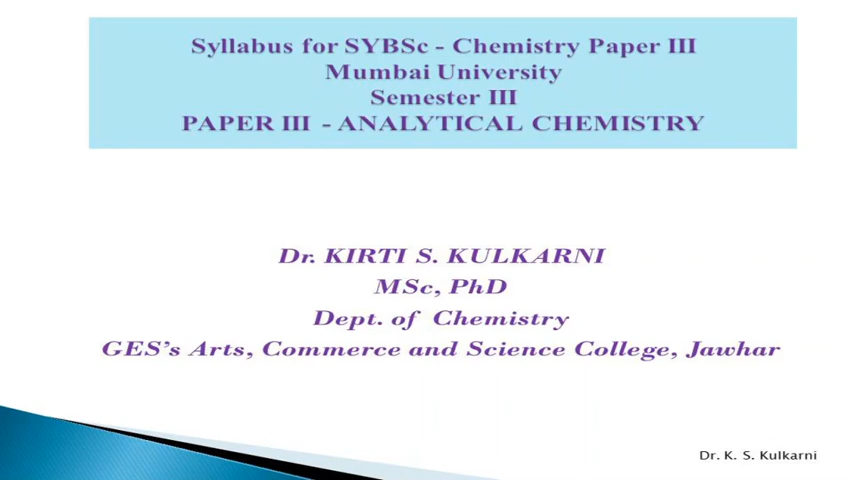 Syllabus for SYBSc - Chemistry Paper III
Mumbai University
Semester III
PAPER III - ANALYTICAL CHEMISTRY
Dr. KIRTI S. KULKARNI
MSc, PhD
Dept. of Chemistry
GES's Arts, Commerce and Science College, Jawhar
Dr. K. S. Kulkarni